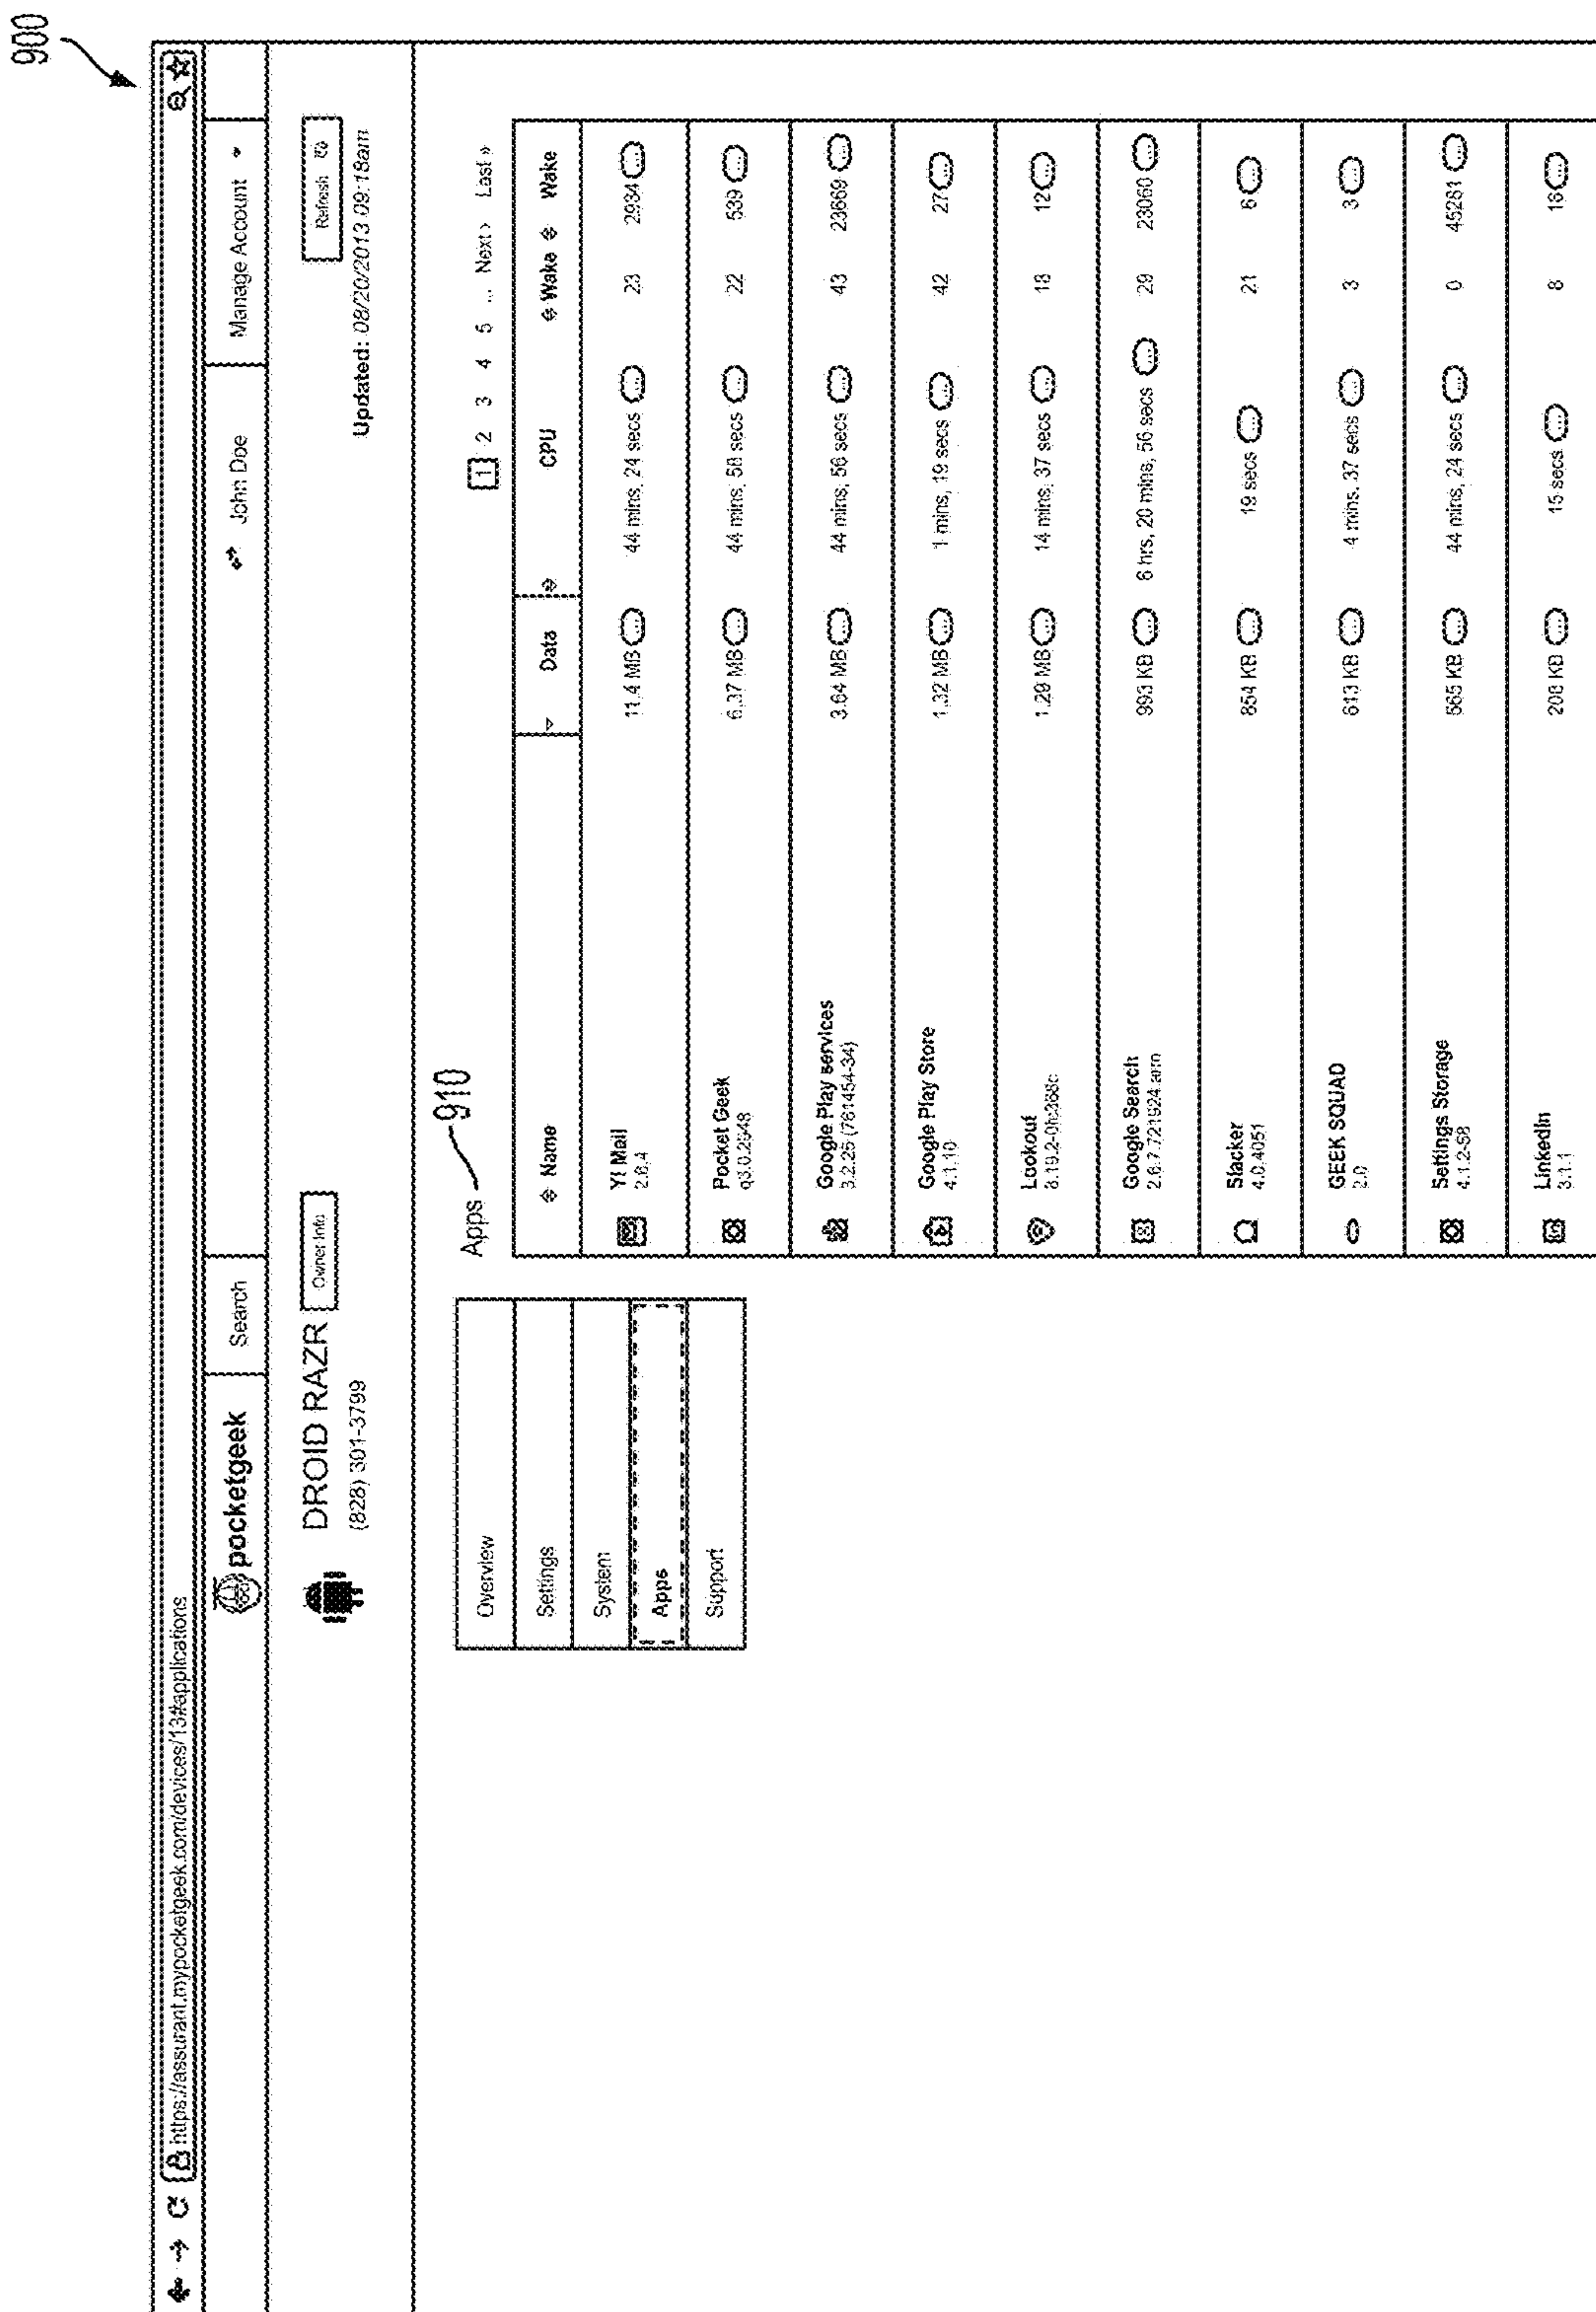 900
https://assurant.mypocketgeek.com/devices/13#applications
pocketgeek Search John Doe Manage Account
DROID RAZR Owner Info Refresh
(828) 301-3799 Updated: 08/20/2013 09:18am
Overview
Settings
System
Apps
Support
Apps 910 1 2 3 4 5 ... Next > Last »
Name Data CPU Wake Wake
Y! Mail 11.4 MB 44 mins, 24 secs 23 2934
2.6.4
Pocket Geek 6.37 MB 44 mins, 58 secs 22 539
Google Play services 3.64 MB 44 mins, 56 secs 43 23669
3.2.25 (761454-34)
Google Play Store 1.32 MB 1 mins, 19 secs 42 27
4.1.10
Lookout 1.29 MB 14 mins, 37 secs 18 12
Google Search 993 KB 6 hrs, 20 mins, 56 secs 29 23060
2.6.7.721924.arm
Slacker 854 KB 19 secs 21 6
4.0.4051
GEEK SQUAD 613 KB 4 mins, 37 secs 3 3
2.0
Settings Storage 565 KB 44 mins, 24 secs 0 45281
4.1.2-58
LinkedIn 208 KB 15 secs 8 16
3.1.1